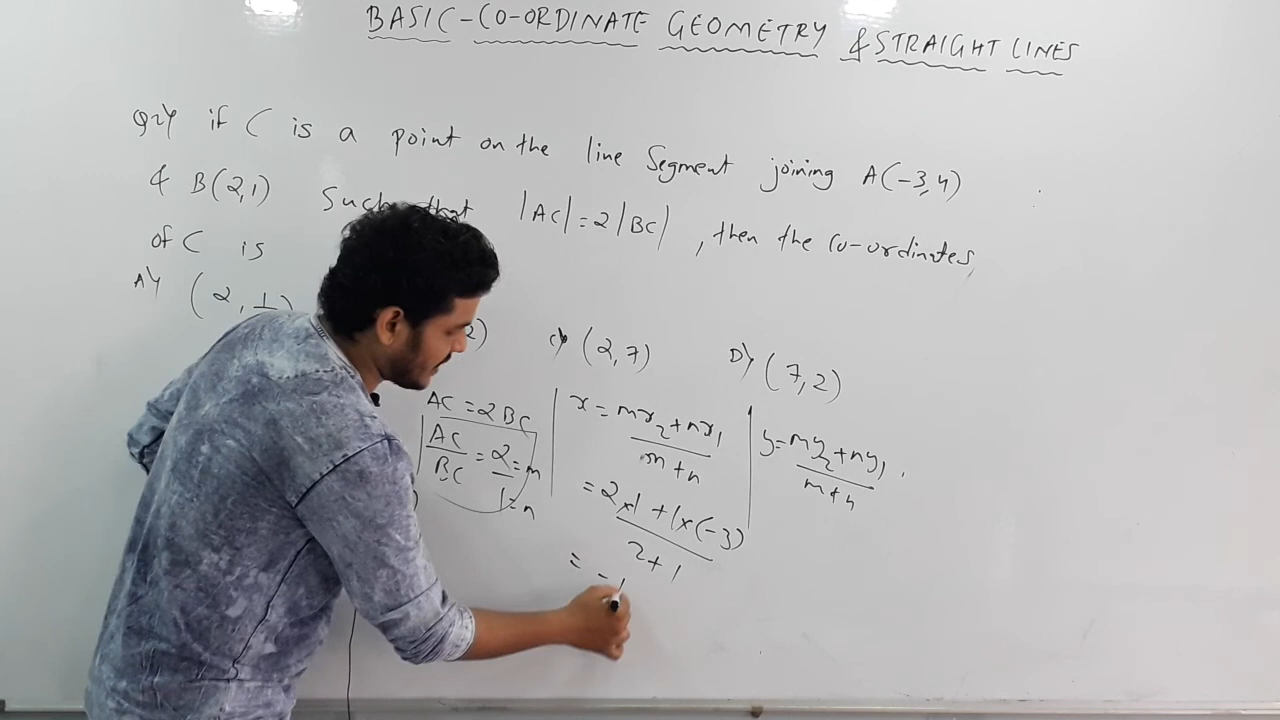 BASIC-CO-ORDINATE GEOMETRY & STRAIGHT LINES
Q2Y if C is a point on the line Segment joining A(-3,4)
& B(2,1) Such that |AC|=2|BC|, then the Co-ordinates
of C is
A) (2, 1 2) C) (2,7) D) (7,2)
AC = 2BC
AC/BC = 2/1 =m =n
x = mx₂+nx₁/m+n
= 2x1 + 1x(-3)/2+1
= -1
y= my₂+ny₁/m+n